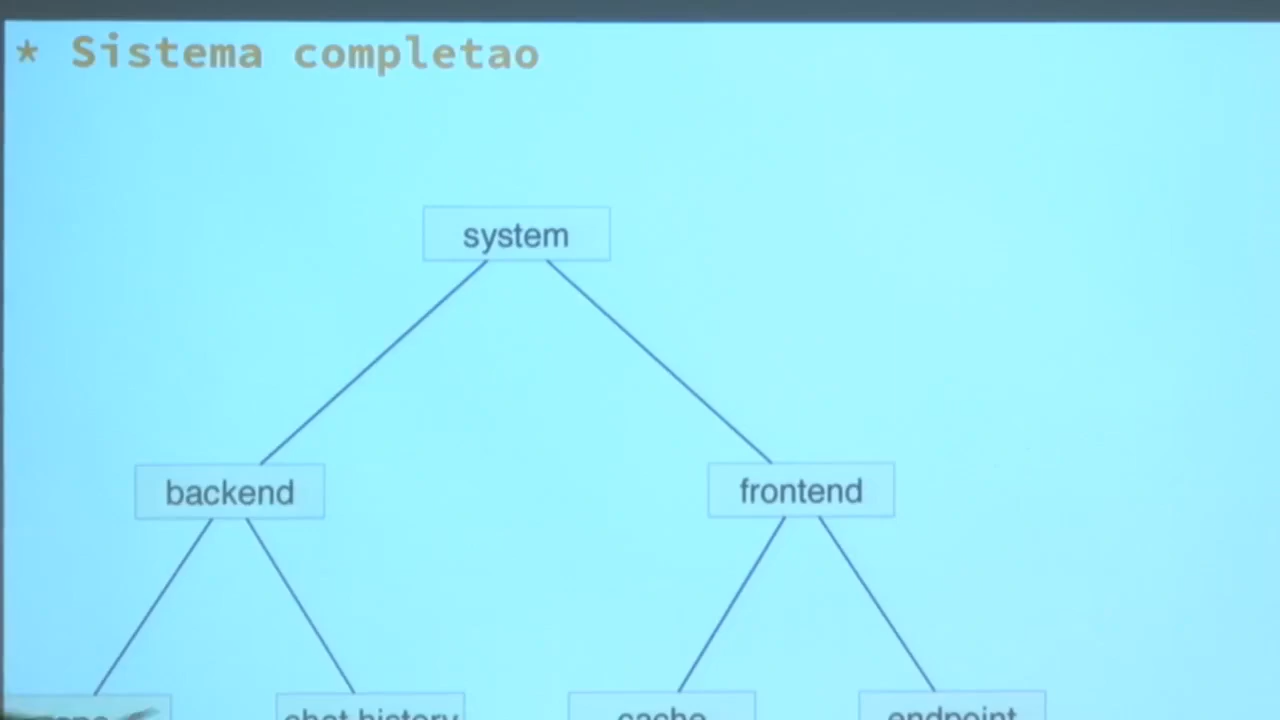 * Sistema completao
system
backend
frontend
chat history
cache
endpoint